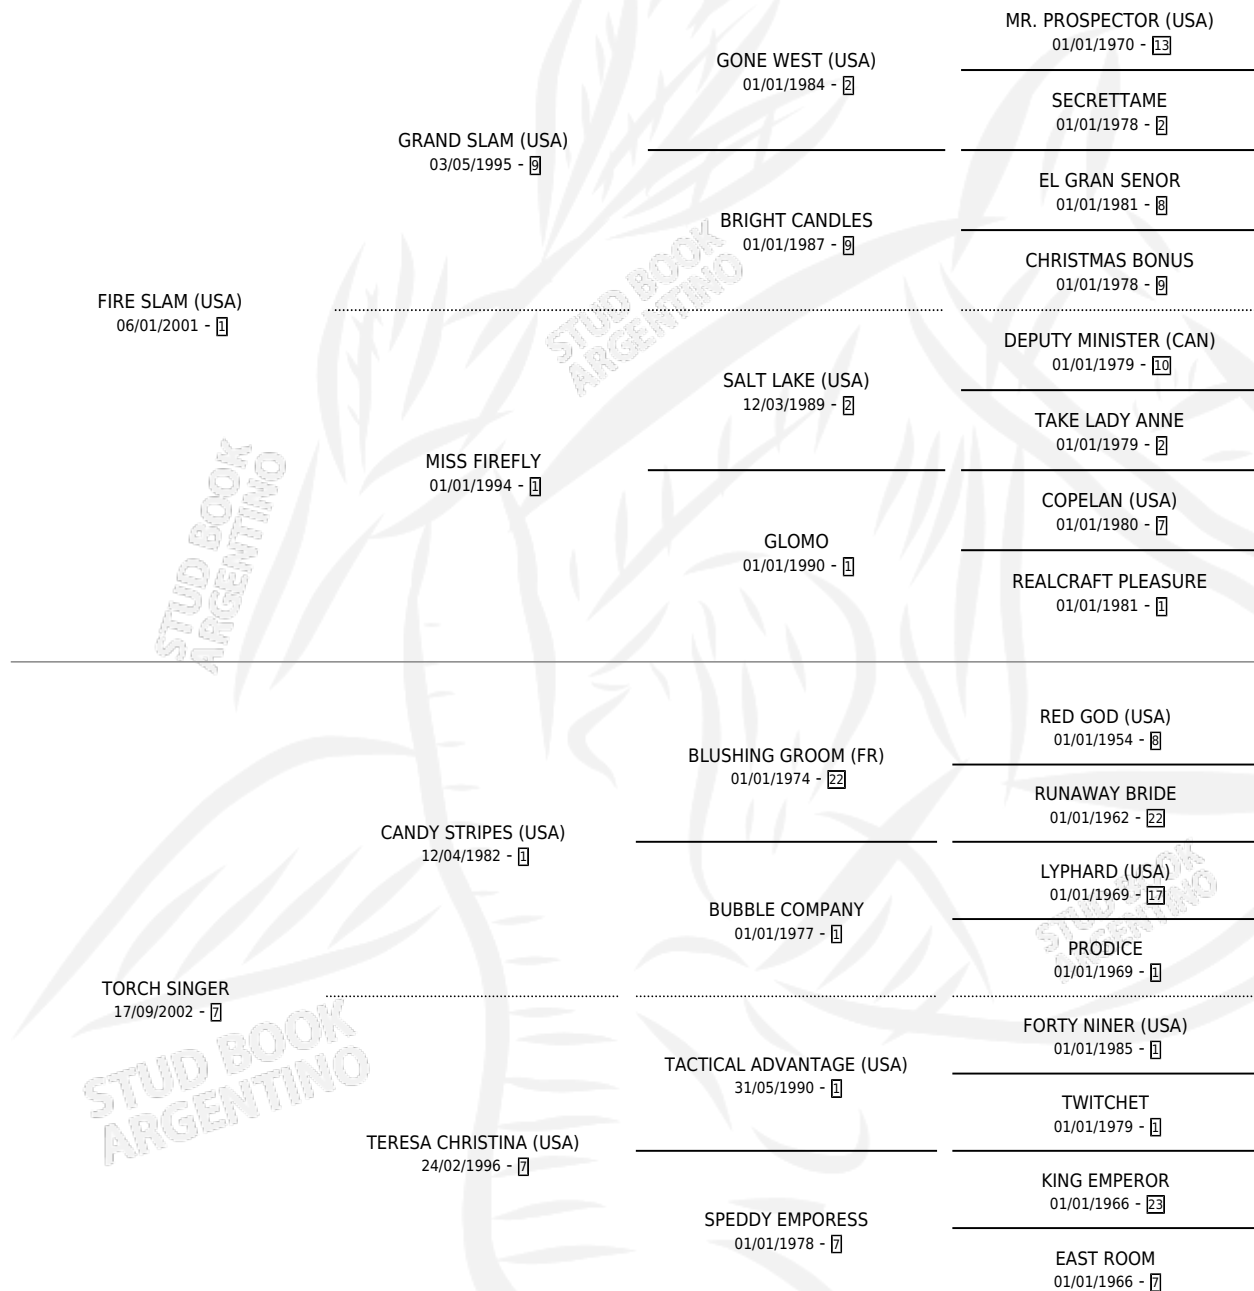 MR. PROSPECTOR (USA)
01/01/1970 - 13
GONE WEST (USA)
01/01/1984 - 2
SECRETTAME
01/01/1978 - 2
GRAND SLAM (USA)
03/05/1995 - 9
EL GRAN SENOR
01/01/1981 - 8
BRIGHT CANDLES
01/01/1987 - 9
CHRISTMAS BONUS
01/01/1978 - 9
FIRE SLAM (USA)
06/01/2001 - 1
DEPUTY MINISTER (CAN)
01/01/1979 - 10
SALT LAKE (USA)
12/03/1989 - 2
TAKE LADY ANNE
01/01/1979 - 2
MISS FIREFLY
01/01/1994 - 1
COPELAN (USA)
01/01/1980 - 7
GLOMO
01/01/1990 - 1
REALCRAFT PLEASURE
01/01/1981 - 1
STUD BOOK
ARGENTINO
STUD BOOK
ARGENTINO
RED GOD (USA)
01/01/1954 - 8
BLUSHING GROOM (FR)
01/01/1974 - 22
RUNAWAY BRIDE
01/01/1962 - 22
CANDY STRIPES (USA)
12/04/1982 - 1
LYPHARD (USA)
01/01/1969 - 17
BUBBLE COMPANY
01/01/1977 - 1
PRODICE
01/01/1969 - 1
STUD BOOK
ARGENTINO
TORCH SINGER
17/09/2002 - 7
FORTY NINER (USA)
01/01/1985 - 1
TACTICAL ADVANTAGE (USA)
31/05/1990 - 1
TWITCHET
01/01/1979 - 1
TERESA CHRISTINA (USA)
24/02/1996 - 7
KING EMPEROR
01/01/1966 - 23
SPEDDY EMPORESS
01/01/1978 - 7
EAST ROOM
01/01/1966 - 7
STUD BOOK
ARGENTINO